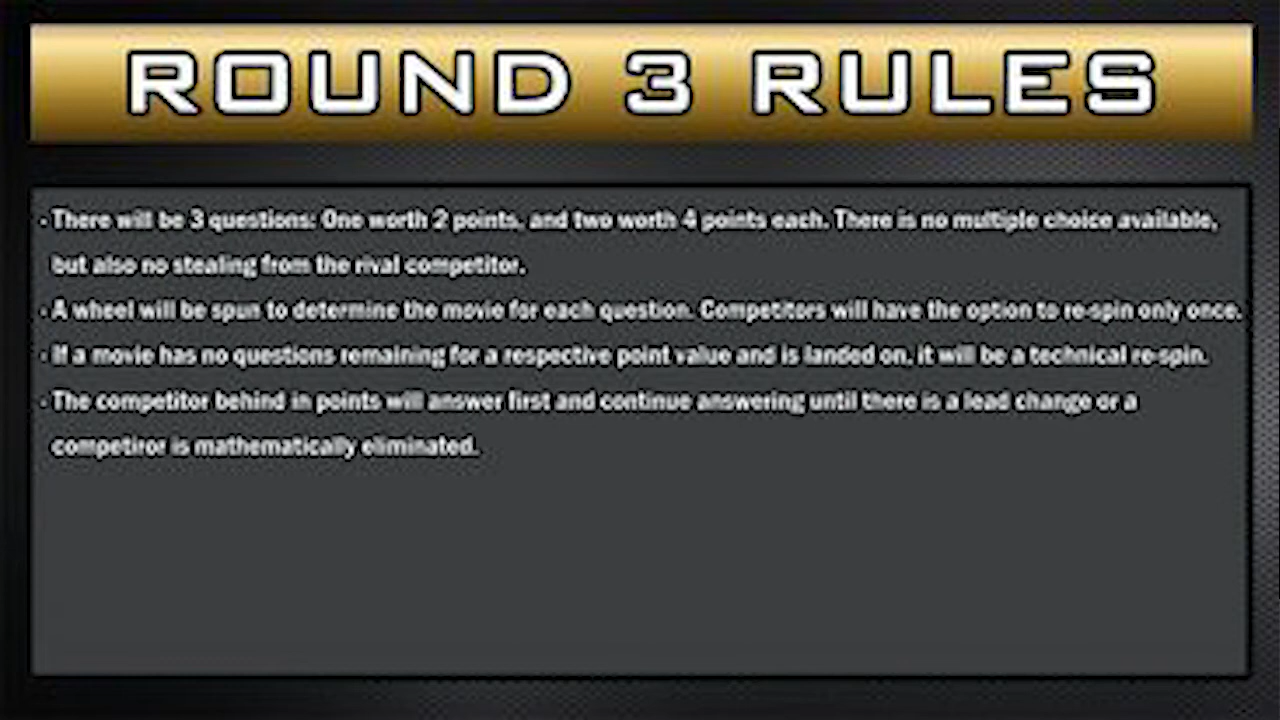 ROUND 3 RULES
- There will be 3 questions: One worth 2 points, and two worth 4 points each. There is no multiple choice available,
but also no stealing from the rival competitor.
- A wheel will be spun to determine the movie for each question. Competitors will have the option to re-spin only once.
- If a movie has no questions remaining for a respective point value and is landed on, it will be a technical re-spin.
- The competitor behind in points will answer first and continue answering until there is a lead change or a
competiror is mathematically eliminated.